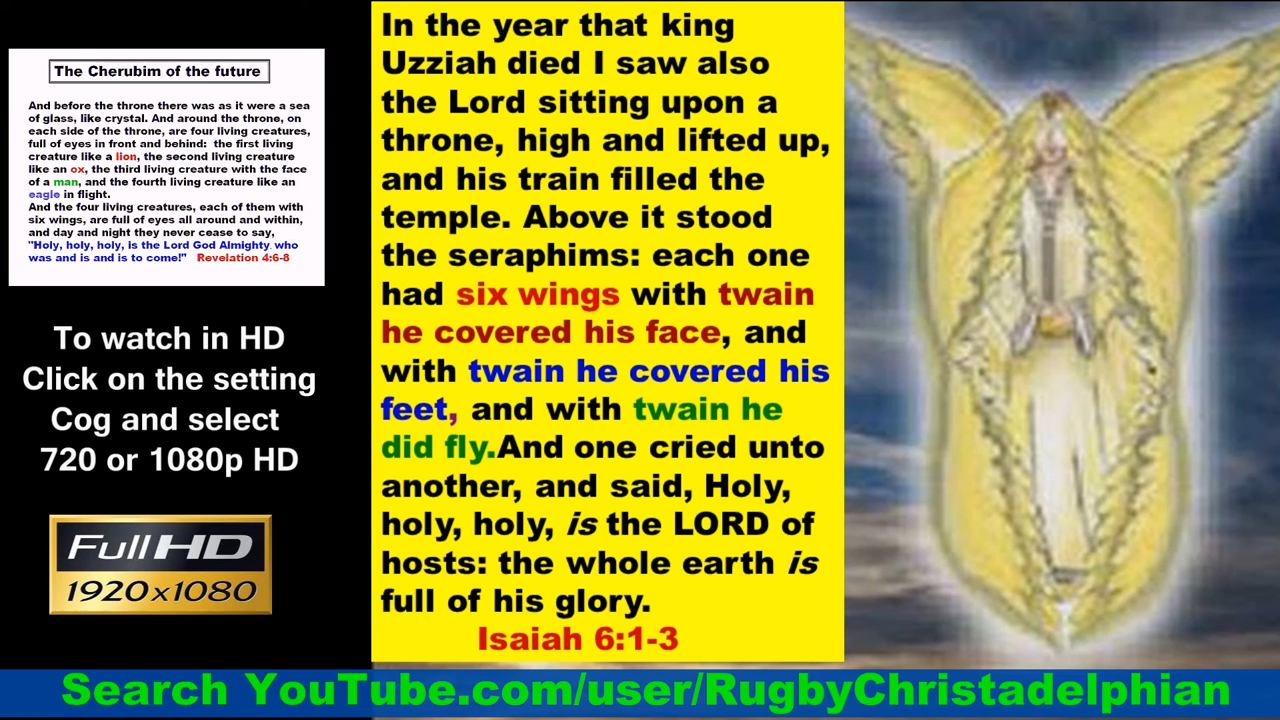 The Cherubim of the future
And before the throne there was as it were a sea
of glass, like crystal. And around the throne, on
each side of the throne, are four living creatures,
full of eyes in front and behind:  the first living
creature like a lion, the second living creature
like an ox, the third living creature with the face
of a man, and the fourth living creature like an
eagle in flight.
And the four living creatures, each of them with
six wings, are full of eyes all around and within,
and day and night they never cease to say,
"Holy, holy, holy, is the Lord God Almighty, who
was and is and is to come!"   Revelation 4:6-8
To watch in HD
Click on the setting
Cog and select
720 or 1080p HD
Full HD
1920x1080
In the year that king
Uzziah died I saw also
the Lord sitting upon a
throne, high and lifted up,
and his train filled the
temple. Above it stood
the seraphims: each one
had six wings with twain
he covered his face, and
with twain he covered his
feet, and with twain he
did fly.And one cried unto
another, and said, Holy,
holy, holy, is the LORD of
hosts: the whole earth is
full of his glory.
Isaiah 6:1-3
Search YouTube.com/user/RugbyChristadelphian